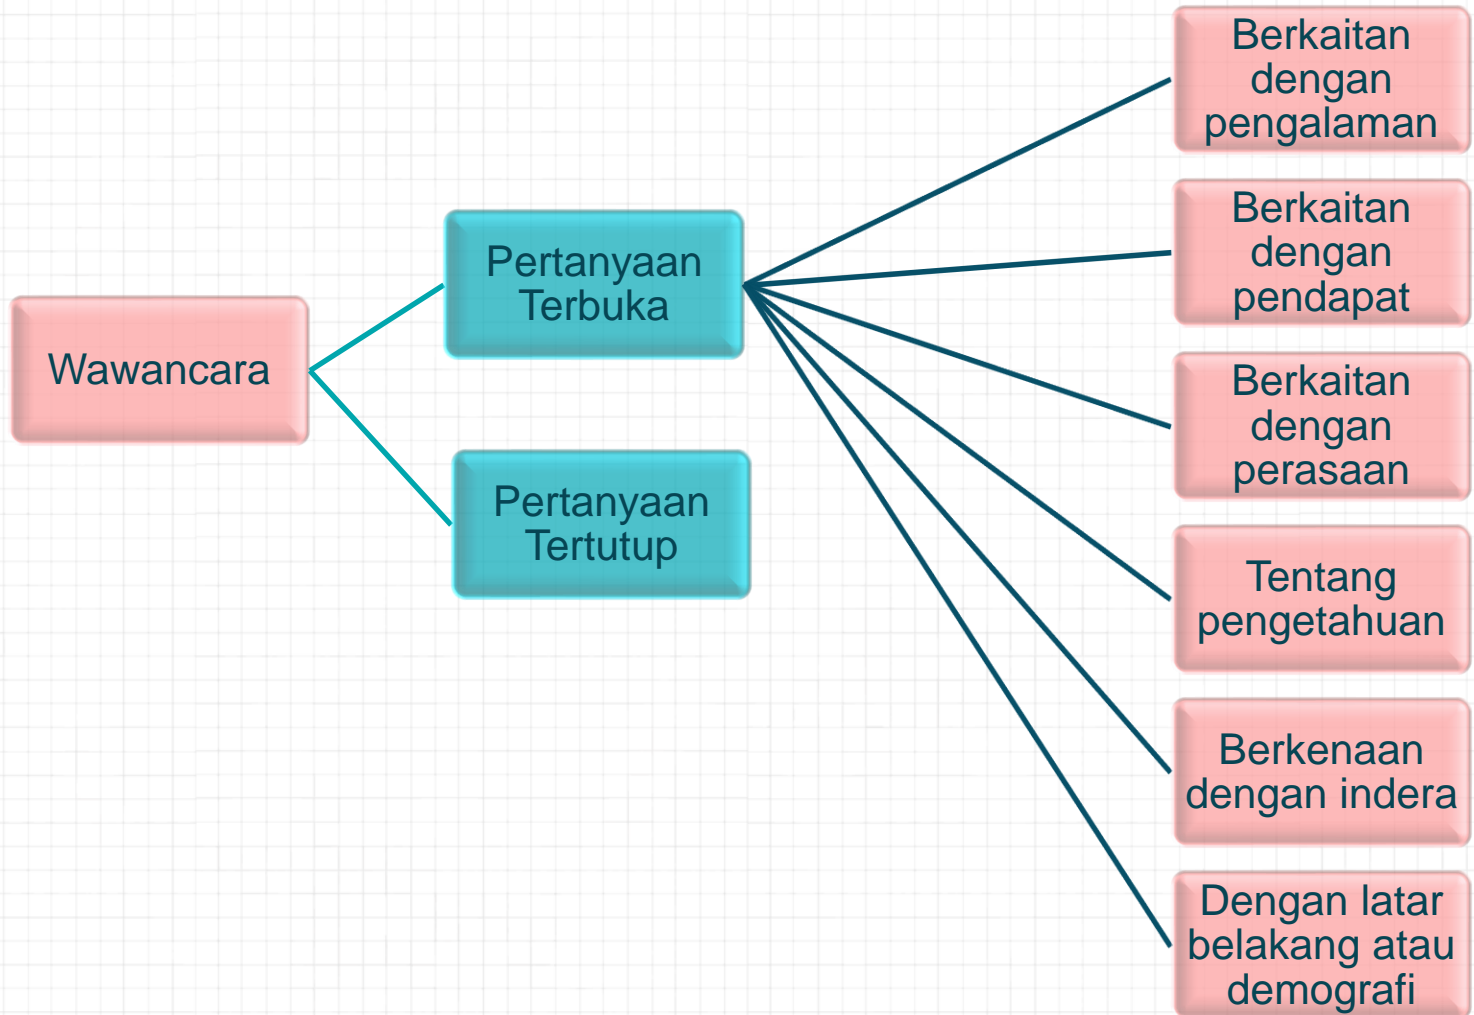 Wawancara
Pertanyaan
Terbuka
Pertanyaan
Tertutup
Berkaitan
dengan
pengalaman
Berkaitan
dengan
pendapat
Berkaitan
dengan
perasaan
Tentang
pengetahuan
Berkenaan
dengan indera
Dengan latar
belakang atau
demografi